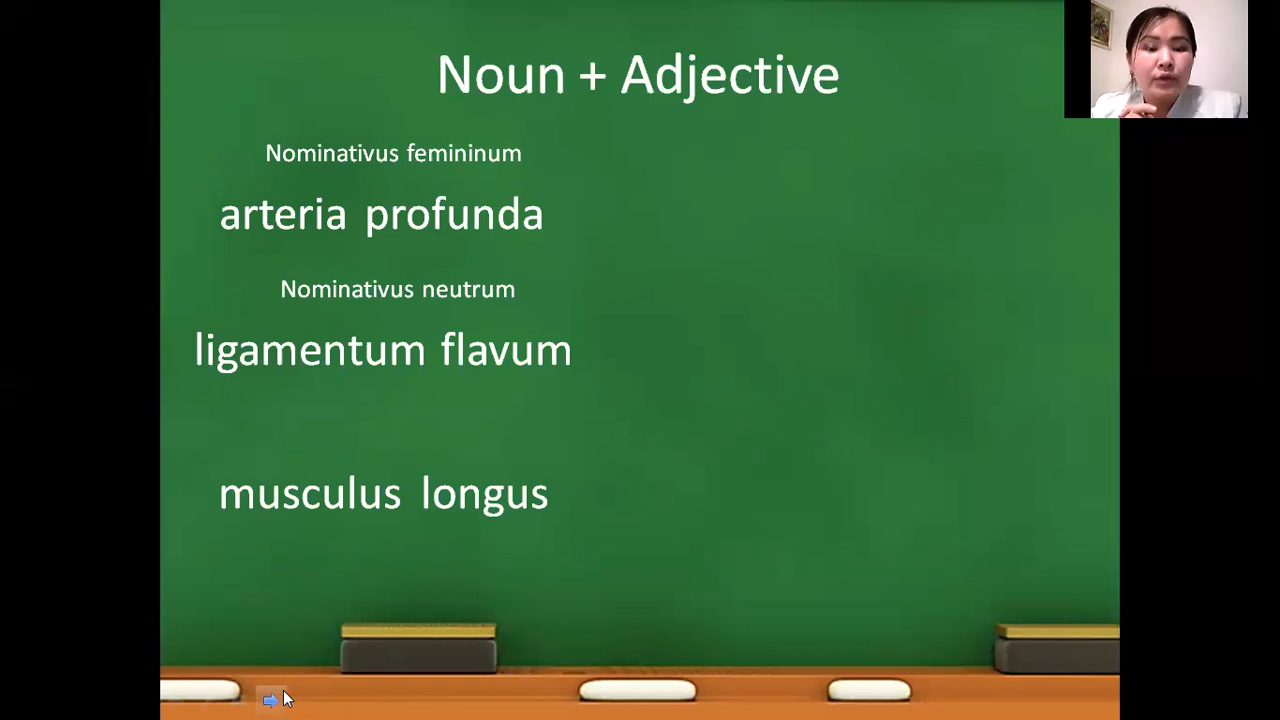 Noun + Adjective
Nominativus femininum
arteria profunda
Nominativus neutrum
ligamentum flavum
musculus longus